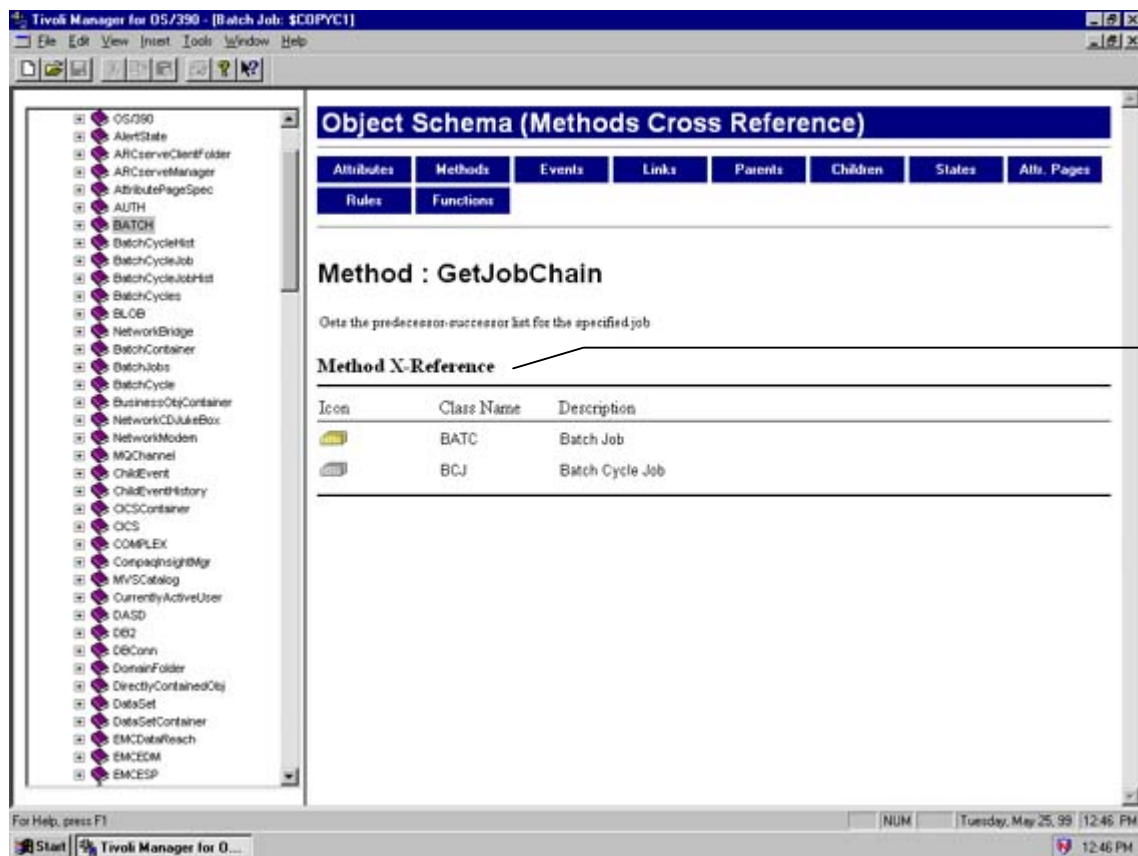 Tivoli Manager for OS/390 - [Batch Job: $COPYC1]
File Edit View Insert Tools Window Help
OS/390
AlertState
ARCserveClientFolder
ARCserveManager
AttributePageSpec
AUTH
BATCH
BatchCycleHist
BatchCycleJob
BatchCycleJobHist
BatchCycles
BLOB
NetworkBridge
BatchContainer
BatchJobs
BatchCycle
BusinessObjContainer
NetworkCDJukeBox
NetworkModem
MQChannel
ChildEvent
ChildEventHistory
CICSContainer
CICS
COMPLEX
CompaqInsightMgr
MVSCatalog
CurrentlyActiveUser
DASD
DB2
DBConn
DomainFolder
DirectlyContainedObj
DataSet
DataSetContainer
EMCDataReach
EMCEDM
EMCESP
Object Schema (Methods Cross Reference)
Attributes Methods Events Links Parents Children States Attr. Pages
Rules Functions
Method : GetJobChain
Gets the predecessor-successor list for the specified job
Method X-Reference
Icon Class Name Description
BATC Batch Job
BCJ Batch Cycle Job
For Help, press F1
NUM Tuesday, May 25, 99 12:46 PM
Start Tivoli Manager for O... 12:46 PM